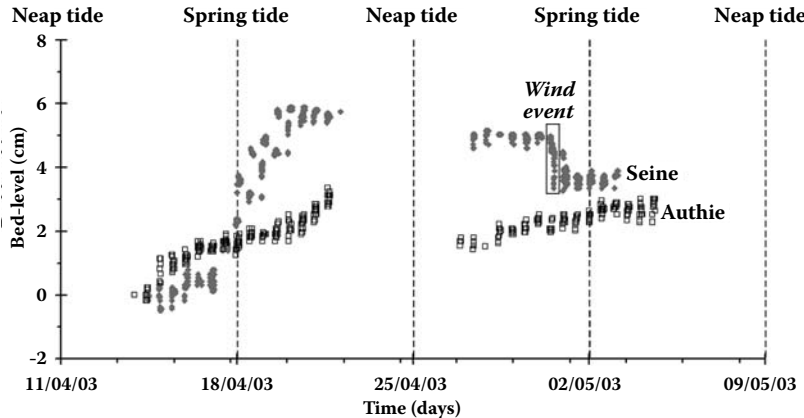 Neap tide Spring tide Neap tide Spring tide Neap tide
8
6
4
2
0
-2
Bed-level (cm)
Wind
event
Seine
Authie
11/04/03 18/04/03 25/04/03 02/05/03 09/05/03
Time (days)